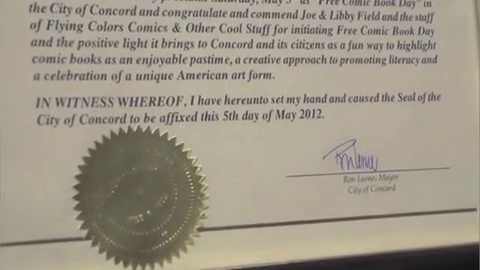 Saturday, May 5 as "Free Comic Book Day" in
the City of Concord and congratulate and commend Joe & Libby Field and the staff
of Flying Colors Comics & Other Cool Stuff for initiating Free Comic Book Day
and the positive light it brings to Concord and its citizens as a fun way to highlight
comic books as an enjoyable pastime, a creative approach to promoting literacy and
a celebration of a unique American art form.
IN WITNESS WHEREOF, I have hereunto set my hand and caused the Seal of the
City of Concord to be affixed this 5th day of May 2012.
Ron Leone, Mayor
City of Concord